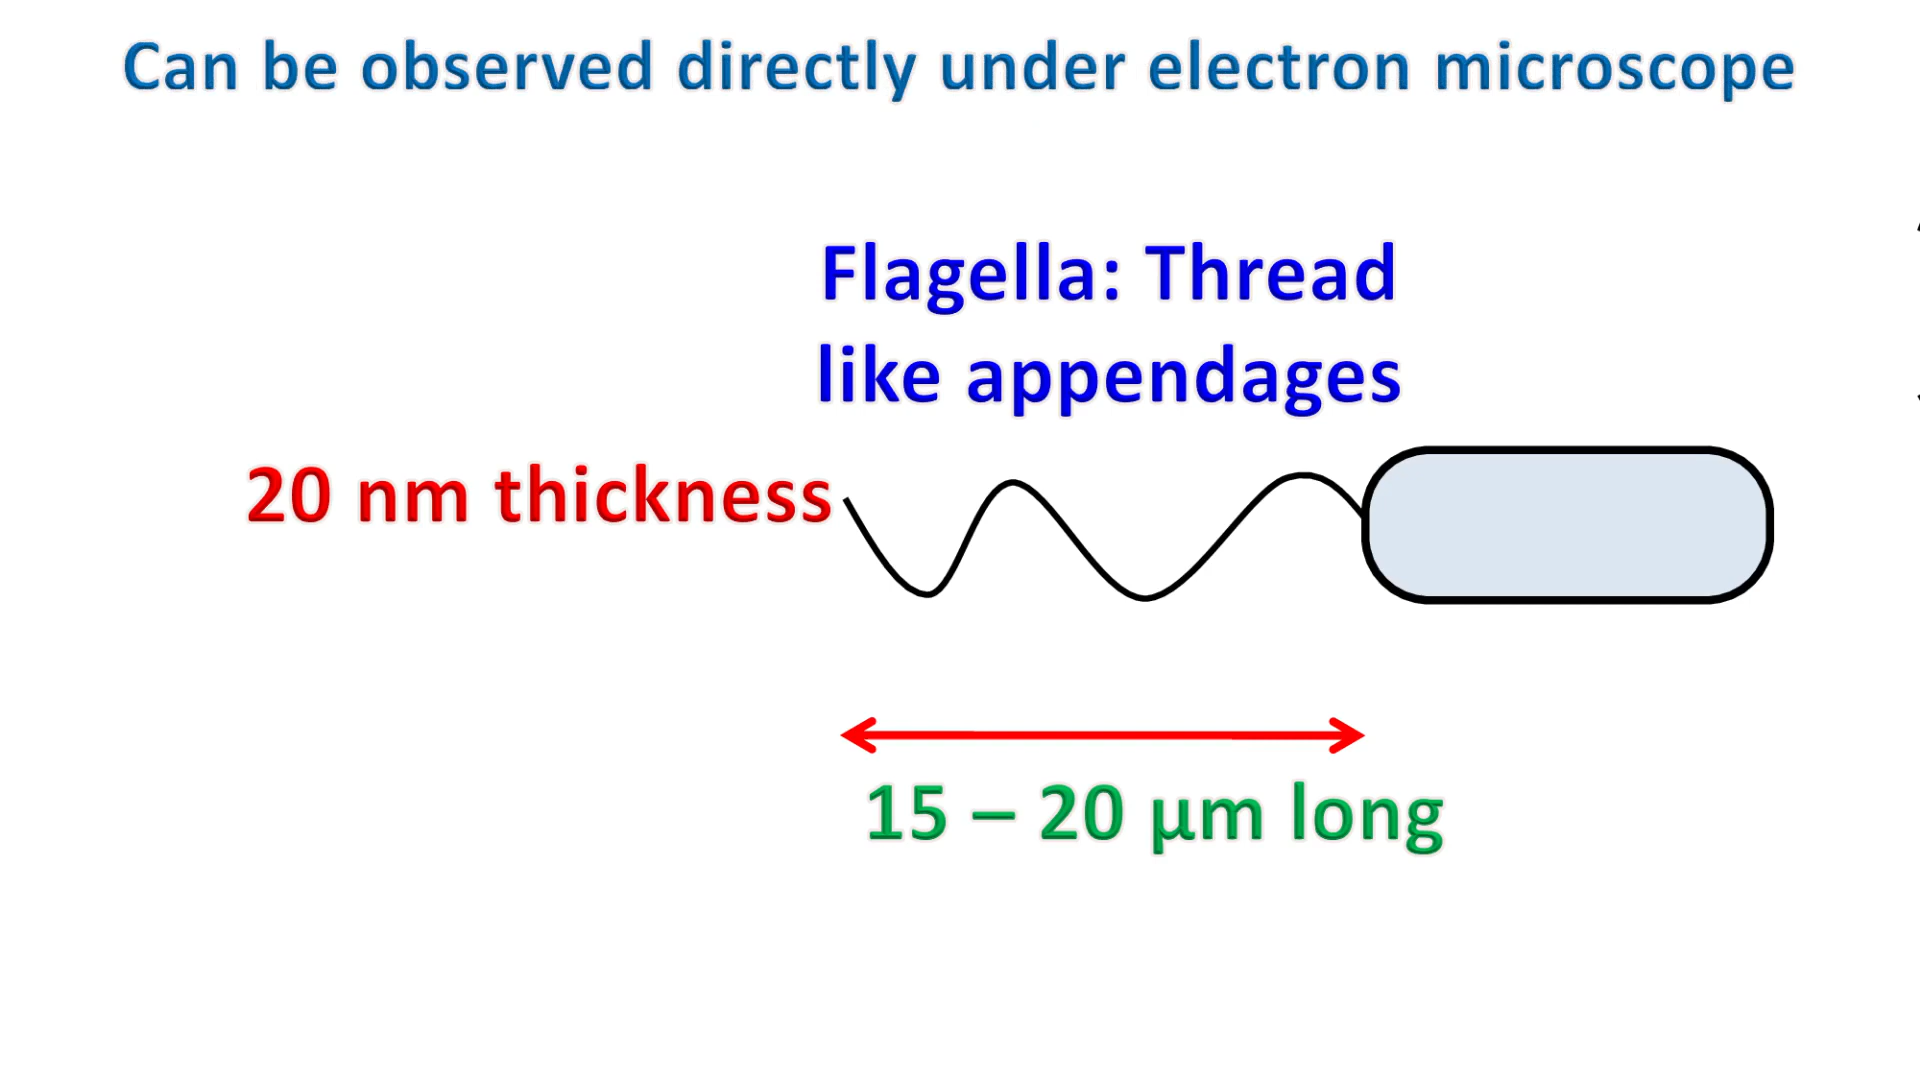 Can be observed directly under electron microscope
Flagella: Thread
like appendages
20 nm thickness
15 – 20 µm long